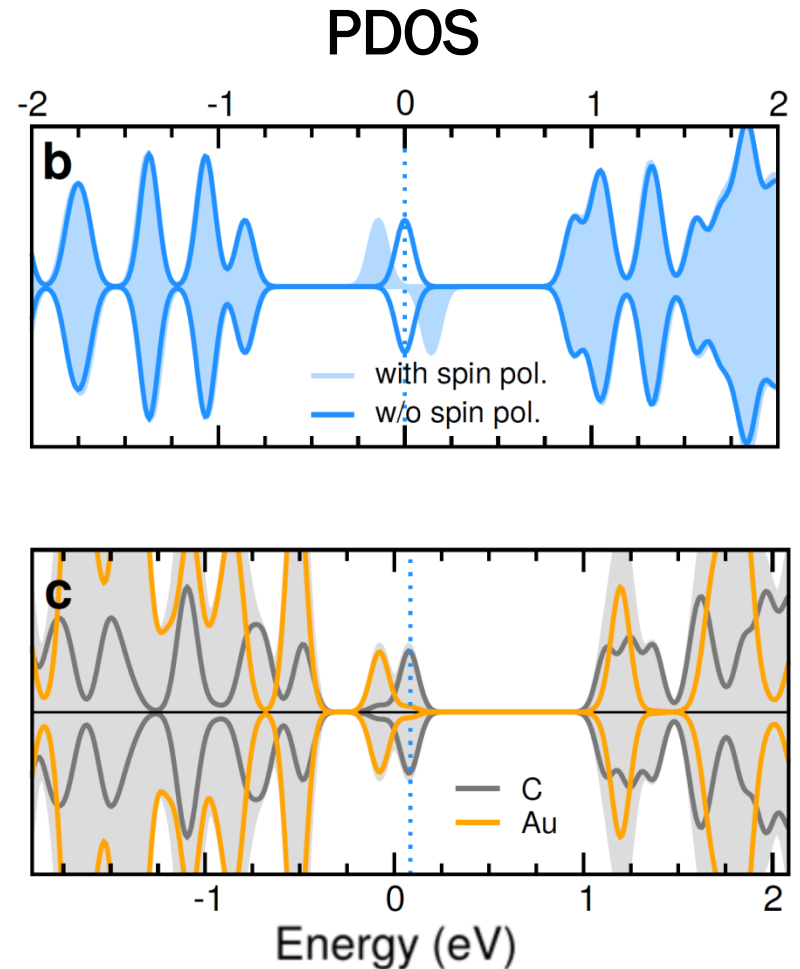 PDOS
-2 -1 0 1 2
b
with spin pol.
w/o spin pol.
c
C
Au
-1 0 1 2
Energy (eV)